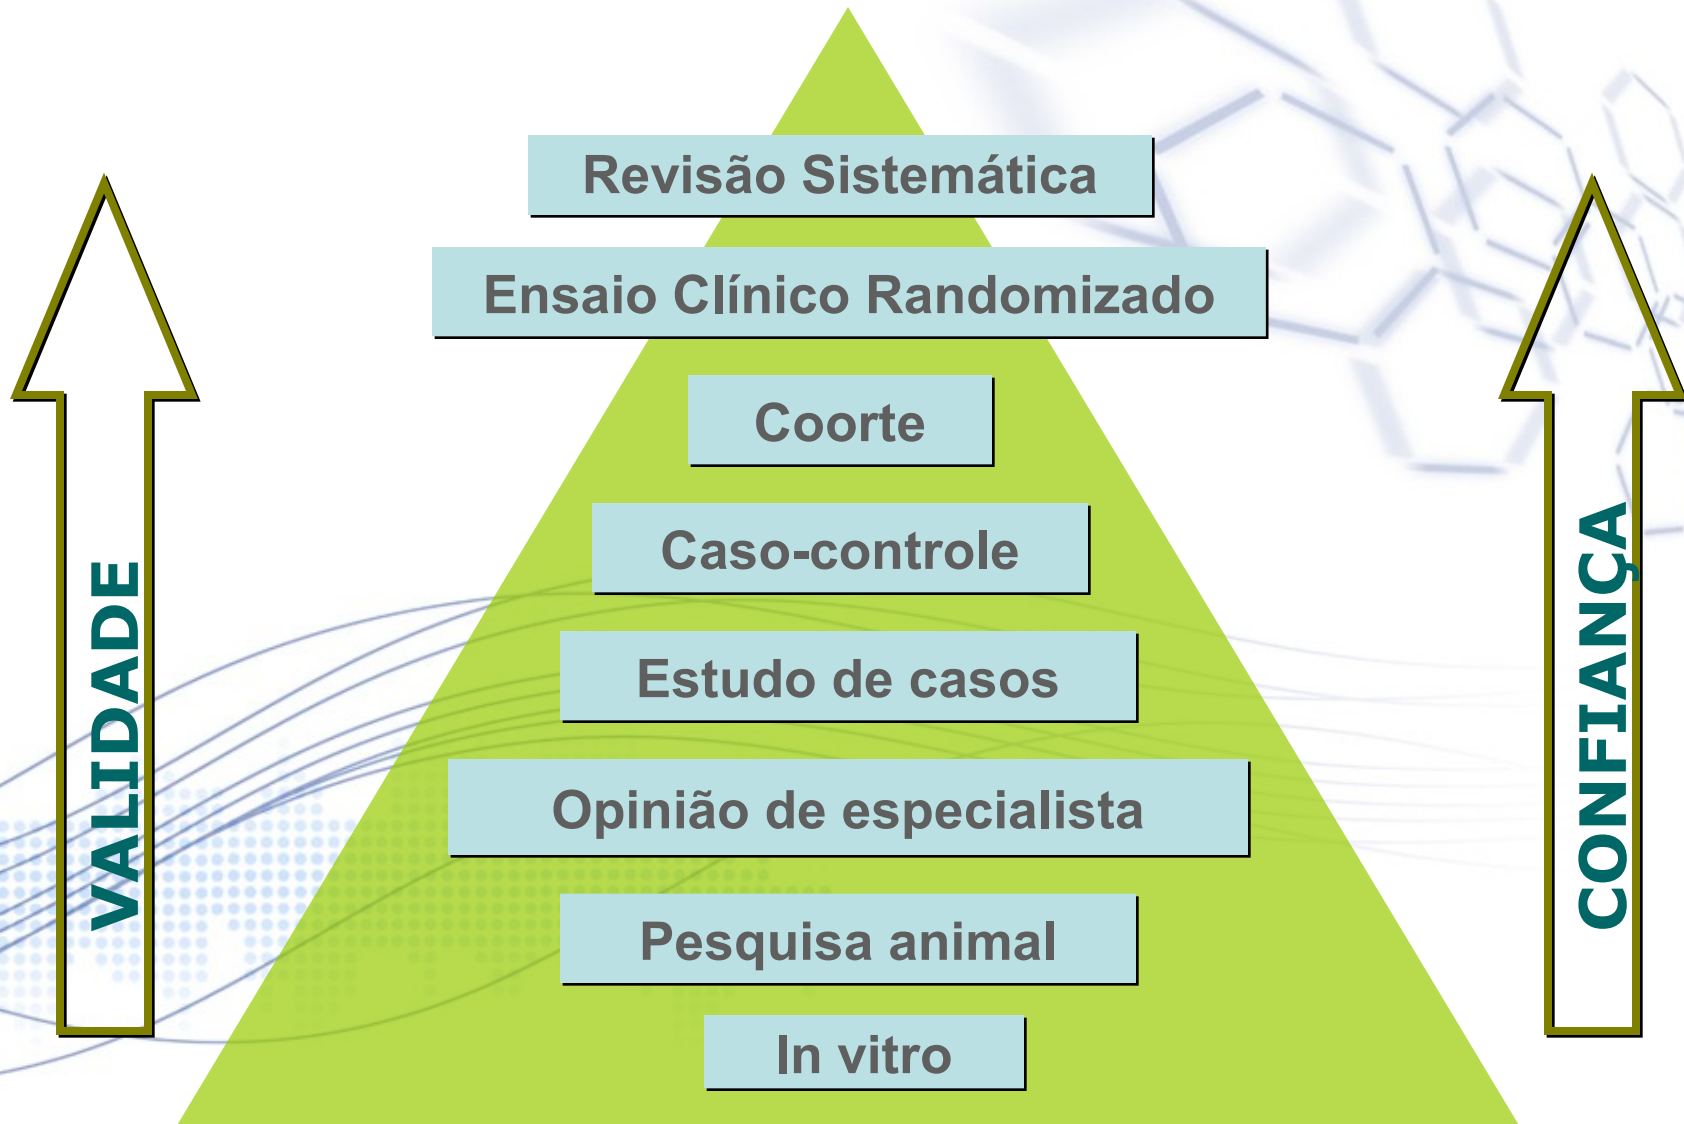 Revisão Sistemática
Ensaio Clínico Randomizado
Coorte
Caso-controle
Estudo de casos
Opinião de especialista
Pesquisa animal
In vitro
VALIDADE
CONFIANÇA